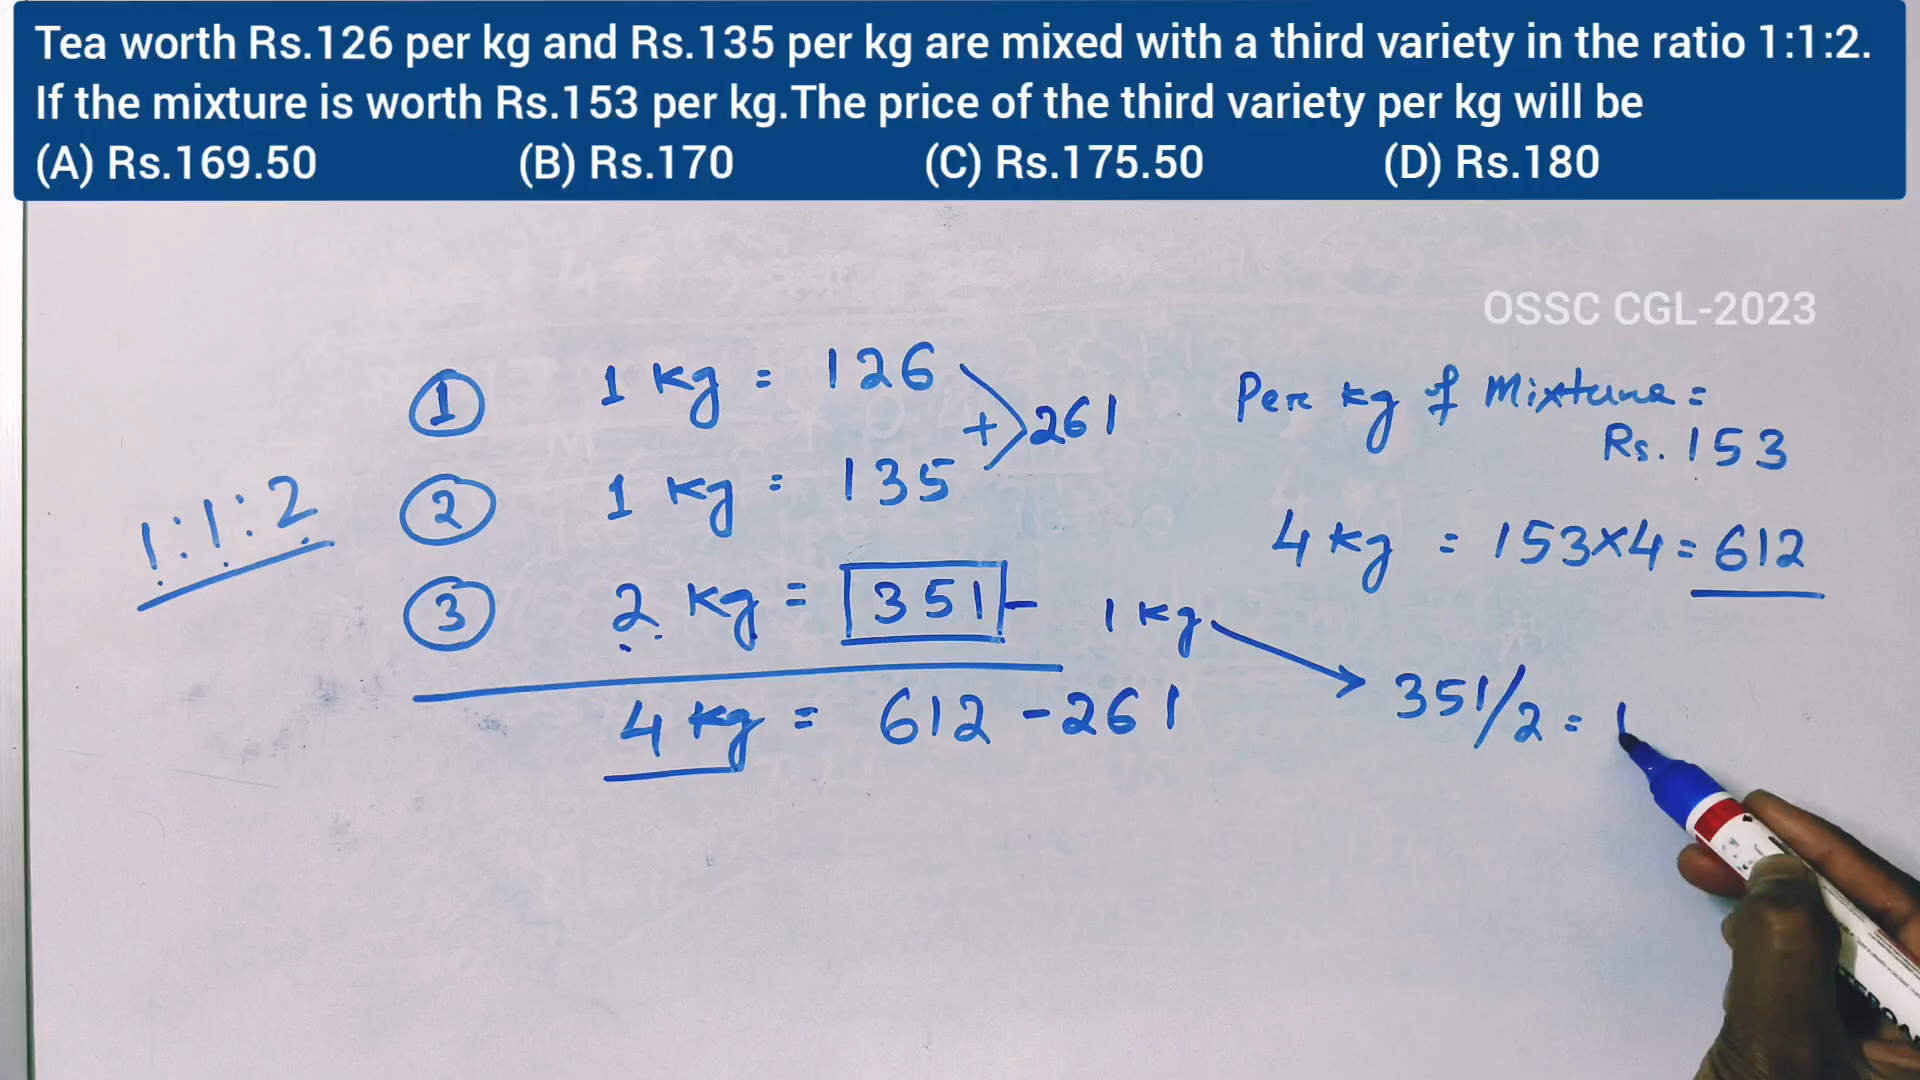 Tea worth Rs.126 per kg and Rs.135 per kg are mixed with a third variety in the ratio 1:1:2.
If the mixture is worth Rs.153 per kg.The price of the third variety per kg will be
(A) Rs.169.50 (B) Rs.170 (C) Rs.175.50 (D) Rs.180
OSSC CGL-2023
1:1:2
① 1 kg = 126
+ 261
② 1 kg = 135
③ 2 kg = 351 - 1 kg
4 kg = 612 - 261
Per kg of Mixture =
Rs. 153
4 kg = 153×4 = 612
351/2 = 1